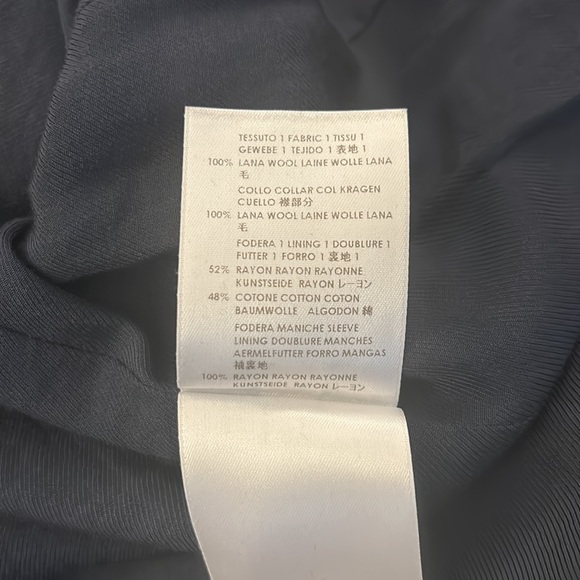 TESSUTO 1 FABRIC 1 TISSU 1
GEWEBE 1 TEJIDO 1 表地 1
100% LANA WOOL LAINE WOLLE LANA
毛
COLLO COLLAR COL KRAGEN
CUELLO 襟部分
100% LANA WOOL LAINE WOLLE LANA
毛
FODERA 1 LINING 1 DOUBLURE 1
FUTTER 1 FORRO 1 裏地 1
52% RAYON RAYON RAYONNE
KUNSTSEIDE RAYON レーヨン
48% COTONE COTTON COTON
BAUMWOLLE ALGODON 綿
FODERA MANICHE SLEEVE
LINING DOUBLURE MANCHES
AERMELFUTTER FORRO MANGAS
袖裏地
100% RAYON RAYON RAYONNE
KUNSTSEIDE RAYON レーヨン